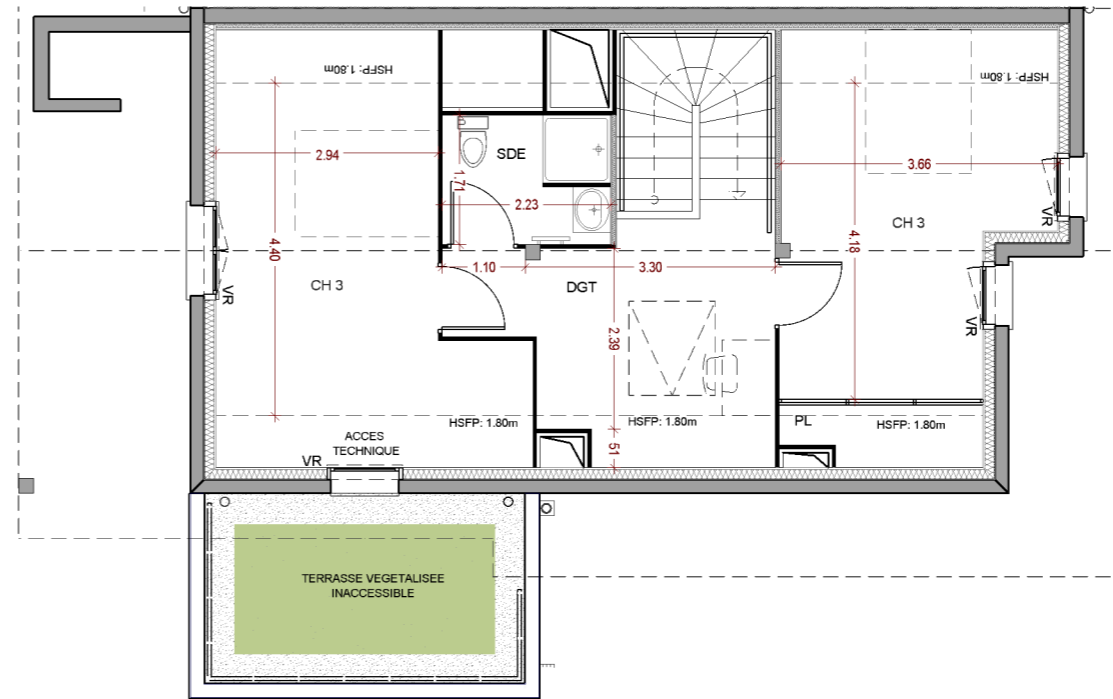 HSFP: 1.80m
HSFP: 1.80m
SDE
2.94
1.71
2.23
3.66
CH 3
VR
4.40
4.18
1.10
3.30
CH 3
DGT
VR
VR
2.39
HSFP: 1.80m
HSFP: 1.80m
PL
HSFP: 1.80m
ACCES
TECHNIQUE
VR
51
TERRASSE VEGETALISEE
INACCESSIBLE